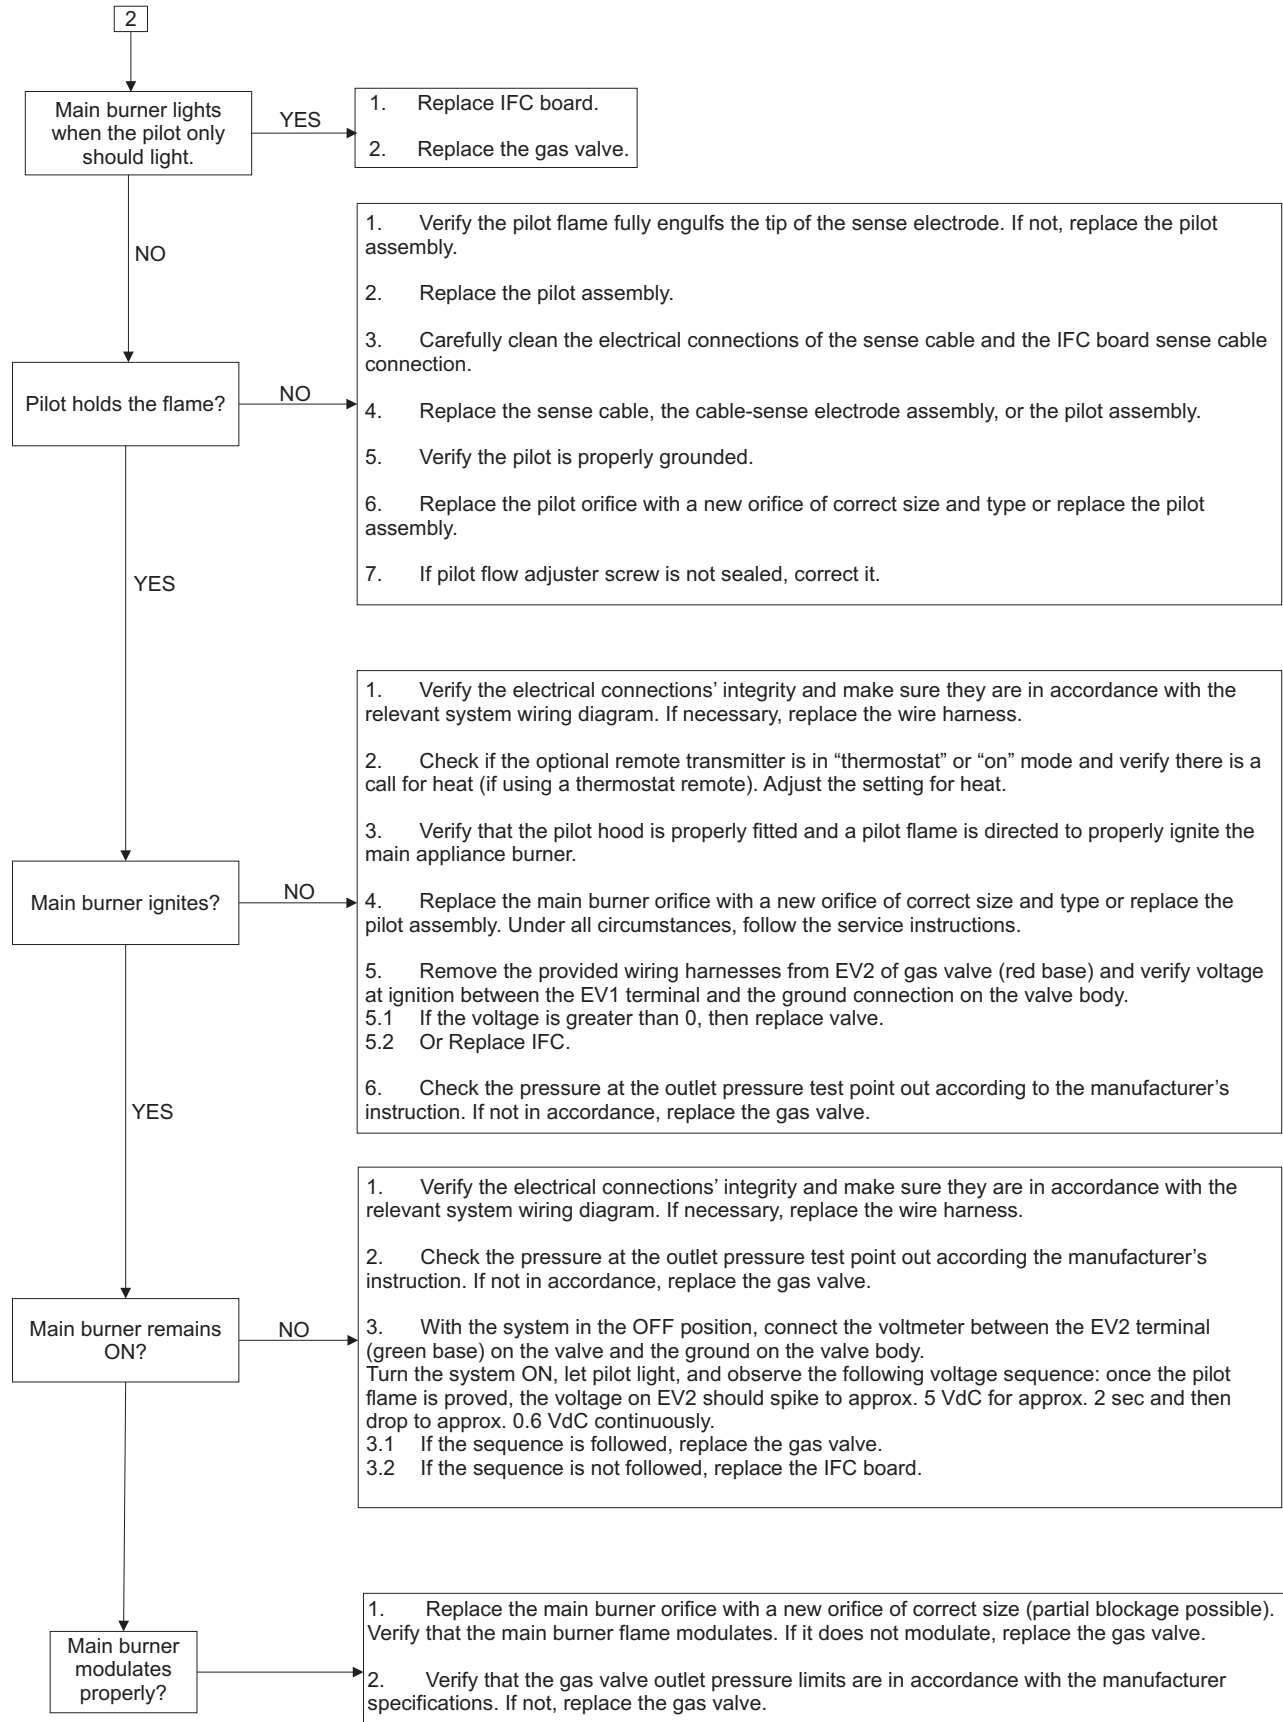 2
Main burner lights
when the pilot only
should light.
YES
1. Replace IFC board.
2. Replace the gas valve.
NO
1. Verify the pilot flame fully engulfs the tip of the sense electrode. If not, replace the pilot
assembly.
2. Replace the pilot assembly.
3. Carefully clean the electrical connections of the sense cable and the IFC board sense cable
connection.
4. Replace the sense cable, the cable-sense electrode assembly, or the pilot assembly.
5. Verify the pilot is properly grounded.
6. Replace the pilot orifice with a new orifice of correct size and type or replace the pilot
assembly.
7. If pilot flow adjuster screw is not sealed, correct it.
Pilot holds the flame?
NO
YES
1. Verify the electrical connections’ integrity and make sure they are in accordance with the
relevant system wiring diagram. If necessary, replace the wire harness.
2. Check if the optional remote transmitter is in “thermostat” or “on” mode and verify there is a
call for heat (if using a thermostat remote). Adjust the setting for heat.
3. Verify that the pilot hood is properly fitted and a pilot flame is directed to properly ignite the
main appliance burner.
4. Replace the main burner orifice with a new orifice of correct size and type or replace the
pilot assembly. Under all circumstances, follow the service instructions.
5. Remove the provided wiring harnesses from EV2 of gas valve (red base) and verify voltage
at ignition between the EV1 terminal and the ground connection on the valve body.
5.1 If the voltage is greater than 0, then replace valve.
5.2 Or Replace IFC.
6. Check the pressure at the outlet pressure test point out according to the manufacturer’s
instruction. If not in accordance, replace the gas valve.
Main burner ignites?
NO
YES
1. Verify the electrical connections’ integrity and make sure they are in accordance with the
relevant system wiring diagram. If necessary, replace the wire harness.
2. Check the pressure at the outlet pressure test point out according the manufacturer’s
instruction. If not in accordance, replace the gas valve.
3. With the system in the OFF position, connect the voltmeter between the EV2 terminal
(green base) on the valve and the ground on the valve body.
Turn the system ON, let pilot light, and observe the following voltage sequence: once the pilot
flame is proved, the voltage on EV2 should spike to approx. 5 VdC for approx. 2 sec and then
drop to approx. 0.6 VdC continuously.
3.1 If the sequence is followed, replace the gas valve.
3.2 If the sequence is not followed, replace the IFC board.
Main burner remains
ON?
NO
1. Replace the main burner orifice with a new orifice of correct size (partial blockage possible).
Verify that the main burner flame modulates. If it does not modulate, replace the gas valve.
2. Verify that the gas valve outlet pressure limits are in accordance with the manufacturer
specifications. If not, replace the gas valve.
Main burner
modulates
properly?